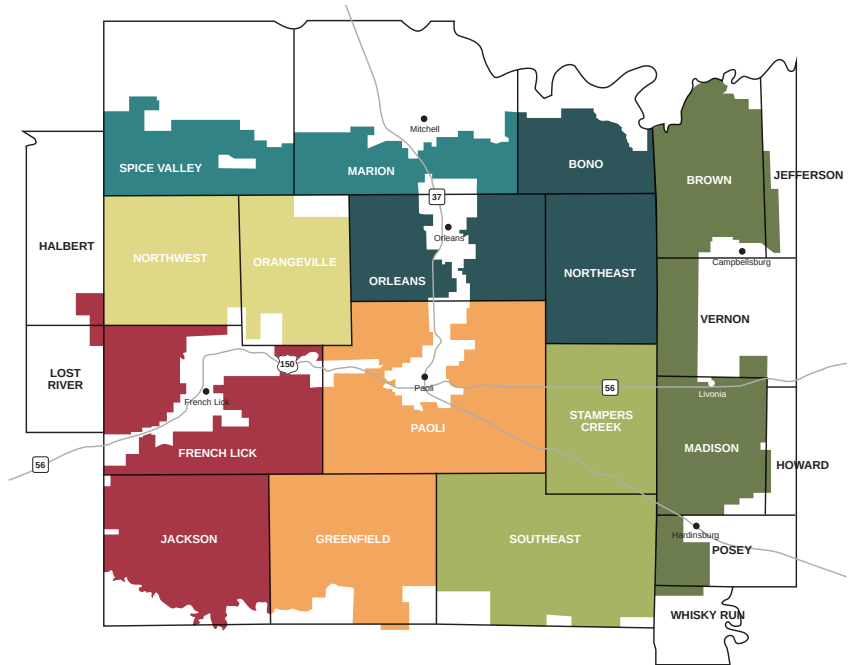 Mitchell
SPICE VALLEY
MARION
BONO
BROWN
JEFFERSON
37
Orleans
HALBERT
NORTHWEST
ORANGEVILLE
ORLEANS
NORTHEAST
Campbellsburg
VERNON
LOST
RIVER
150
French Lick
Paoli
56
Livonia
STAMPERS
CREEK
PAOLI
FRENCH LICK
MADISON
HOWARD
56
JACKSON
GREENFIELD
SOUTHEAST
Hardinsburg
POSEY
WHISKY RUN